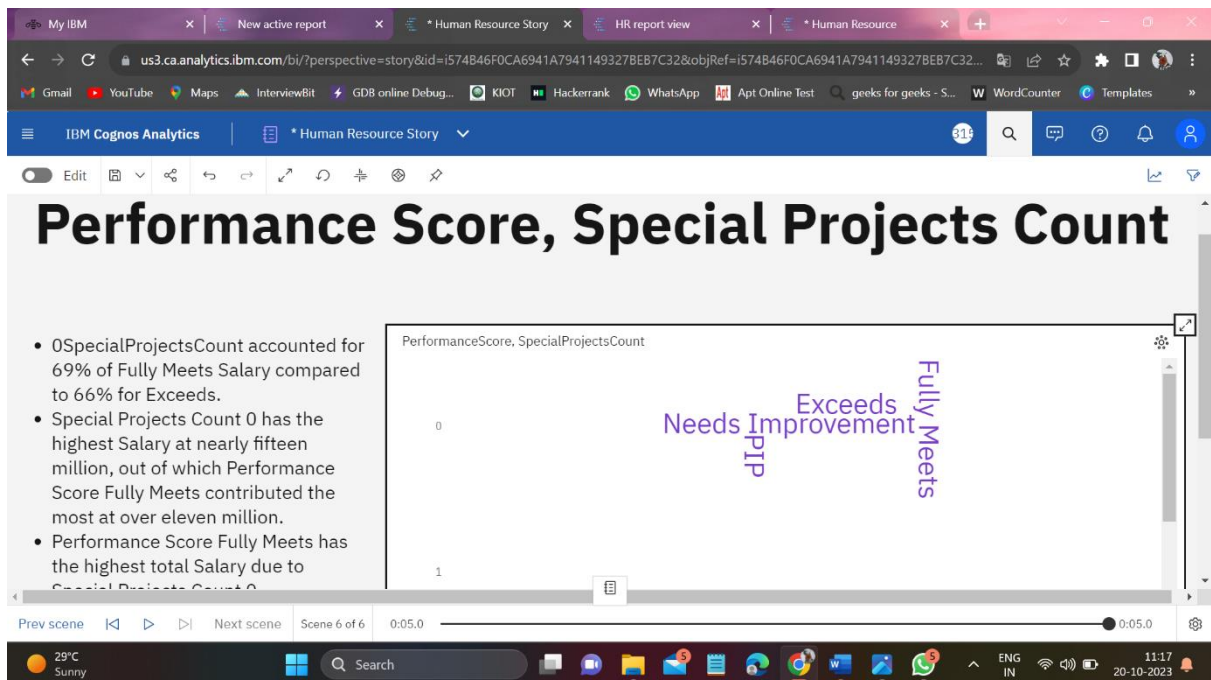 My IBM
New active report
* Human Resource Story
HR report view
* Human Resource
us3.ca.analytics.ibm.com/bi/?perspective=story&id=i574B46F0CA6941A7941149327BEB7C32&objRef=i574B46F0CA6941A7941149327BEB7C32...
Gmail YouTube Maps InterviewBit GDB online Debug... KIOT Hackerrank WhatsApp Apt Online Test geeks for geeks - S... WordCounter Templates »
IBM Cognos Analytics
* Human Resource Story
Edit
Performance Score, Special Projects Count
• 0SpecialProjectsCount accounted for
69% of Fully Meets Salary compared
to 66% for Exceeds.
• Special Projects Count 0 has the
highest Salary at nearly fifteen
million, out of which Performance
Score Fully Meets contributed the
most at over eleven million.
• Performance Score Fully Meets has
the highest total Salary due to
Special Projects Count 0
PerformanceScore, SpecialProjectsCount
0
Exceeds
Needs Improvement
PIP
Fully Meets
1
Prev scene Next scene Scene 6 of 6 0:05.0 0:05.0
29°C
Sunny
Search
5
5
ENG
IN
11:17
20-10-2023